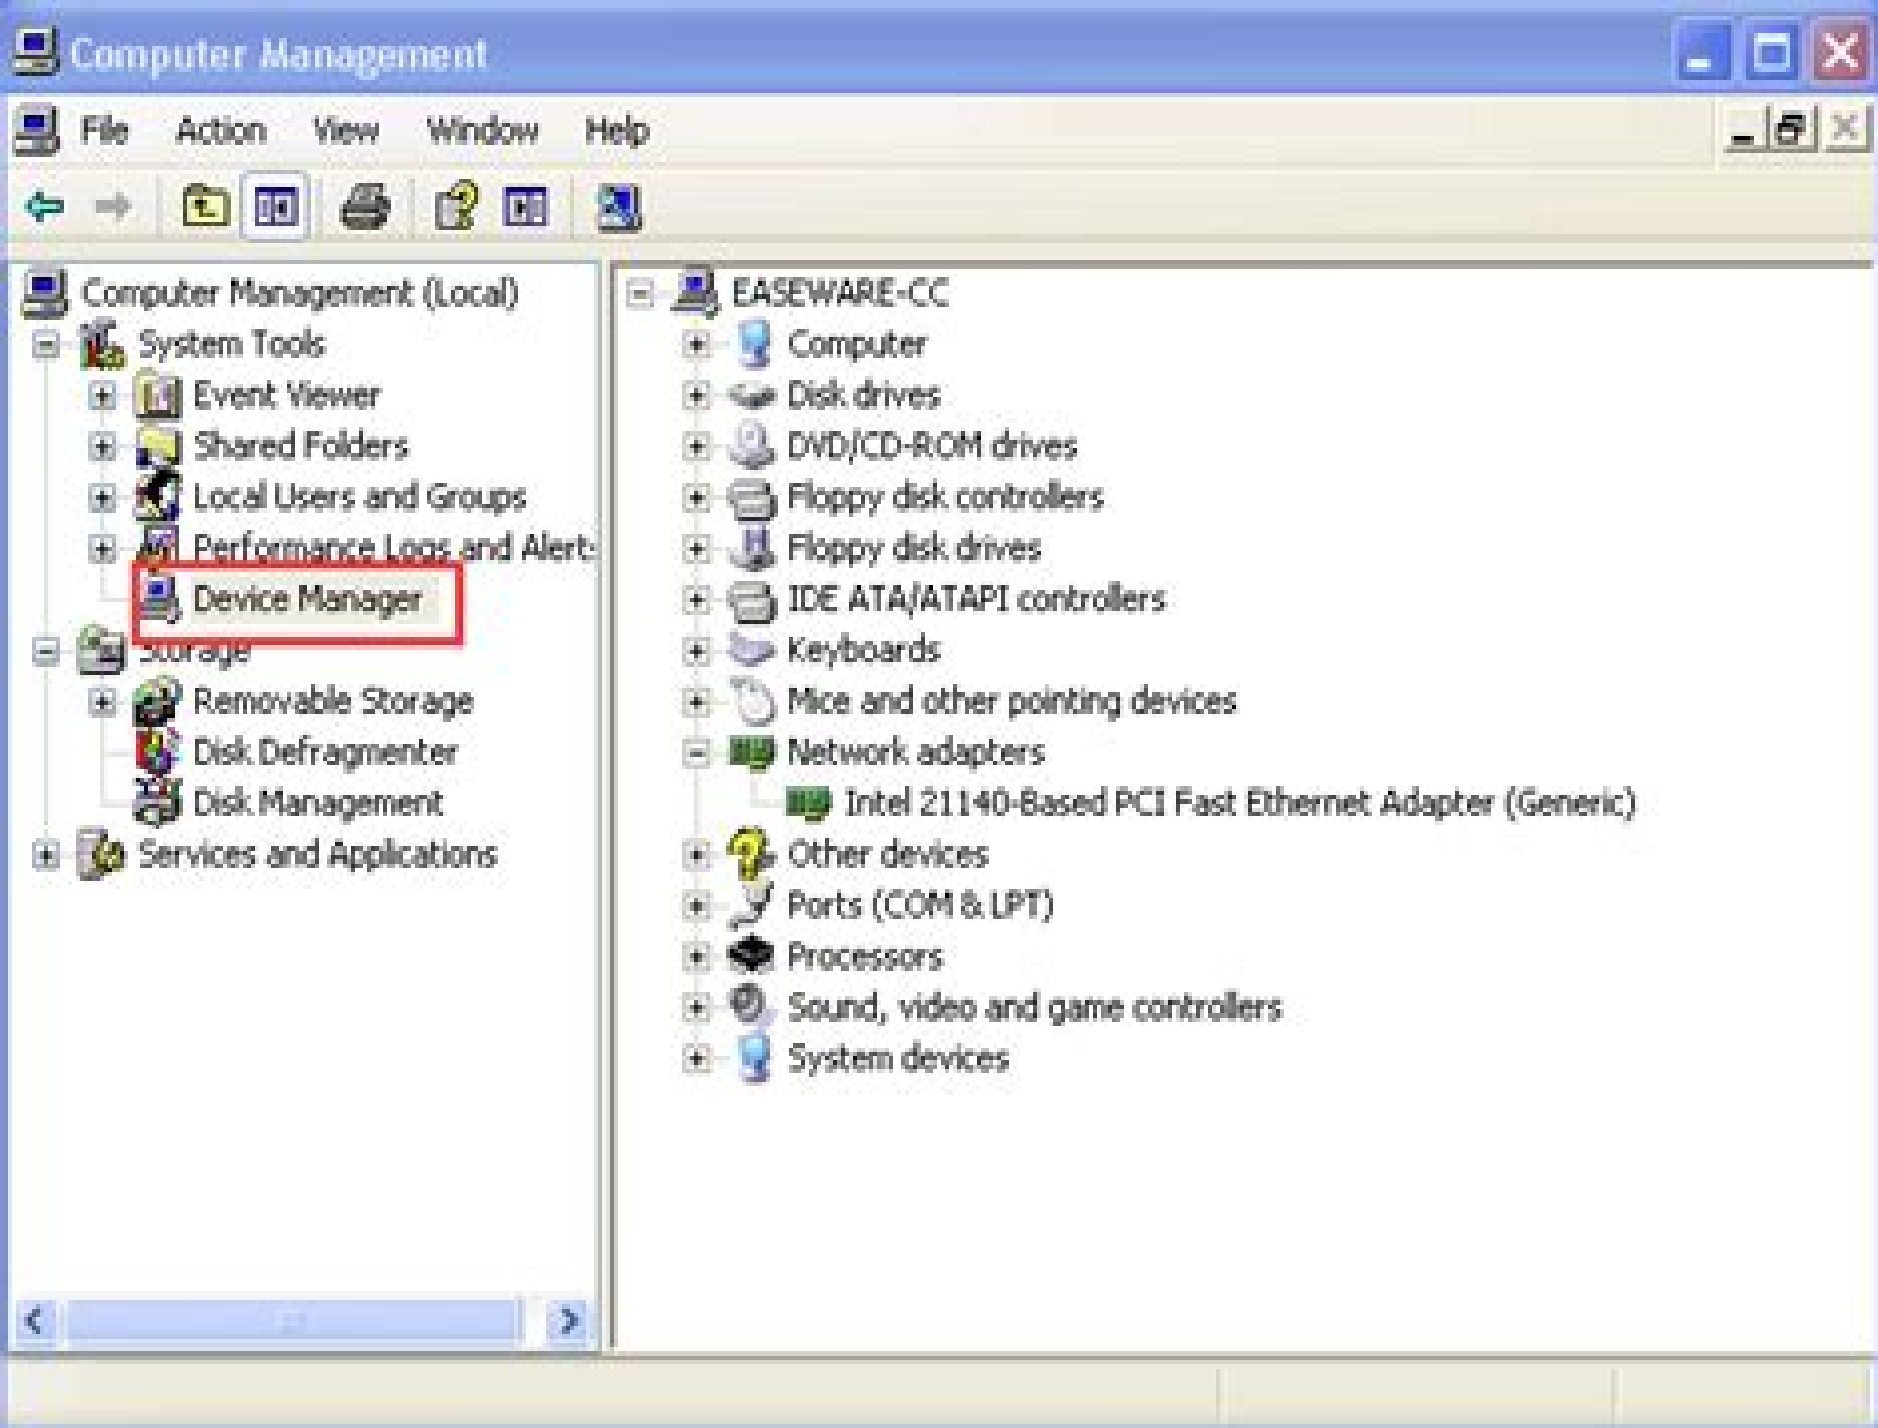 Computer Management
File Action View Window Help
Computer Management (Local)
System Tools
Event Viewer
Shared Folders
Local Users and Groups
Performance Logs and Alert
Device Manager
Storage
Removable Storage
Disk Defragmenter
Disk Management
Services and Applications
EASEWARE-CC
Computer
Disk drives
DVD/CD-ROM drives
Floppy disk controllers
Floppy disk drives
IDE ATA/ATAPI controllers
Keyboards
Mice and other pointing devices
Network adapters
Intel 21140-Based PCI Fast Ethernet Adapter (Generic)
Other devices
Ports (COM & LPT)
Processors
Sound, video and game controllers
System devices